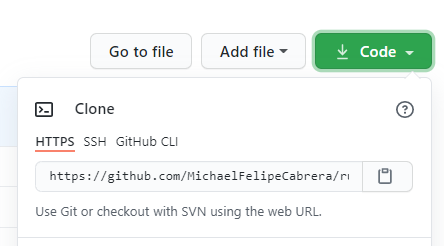 Go to file Add file Code
Clone
HTTPS SSH GitHub CLI
https://github.com/MichaelFelipeCabrera/
Use Git or checkout with SVN using the web URL.